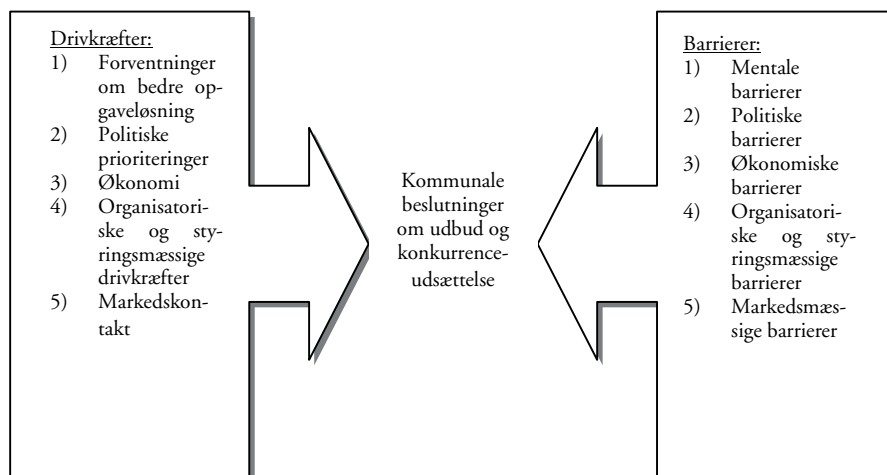 Drivkræfter:
1) Forventninger
om bedre op-
gaveløsning
2) Politiske
prioriteringer
3) Økonomi
4) Organisatori-
ske og sty-
ringsmæssige
drivkræfter
5) Markedskon-
takt
Kommunale
beslutninger
om udbud og
konkurrence-
udsættelse
Barrierer:
1) Mentale
barrierer
2) Politiske
barrierer
3) Økonomiske
barrierer
4) Organisatori-
ske og sty-
ringsmæssige
barrierer
5) Markedsmæs-
sige barrierer